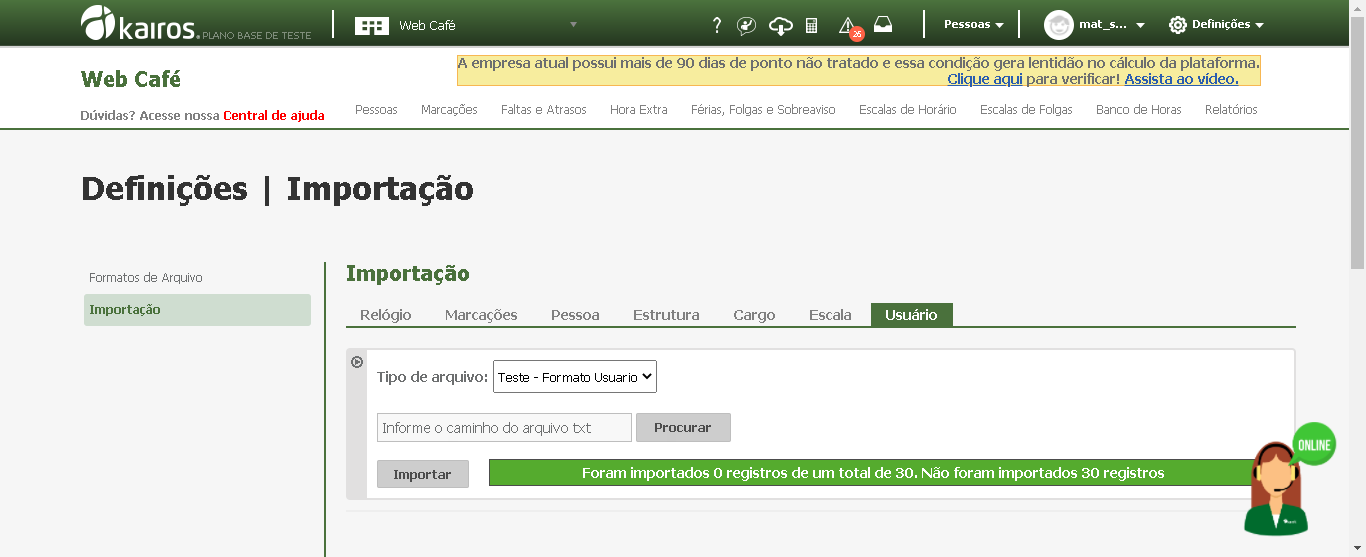 kairos. PLANO BASE DE TESTE
Web Café
?
26
Pessoas
mat_s...
Definições
Web Café
A empresa atual possui mais de 90 dias de ponto não tratado e essa condição gera lentidão no cálculo da plataforma.
Clique aqui para verificar! Assista ao vídeo.
Dúvidas? Acesse nossa Central de ajuda
Pessoas Marcações Faltas e Atrasos Hora Extra Férias, Folgas e Sobreaviso Escalas de Horário Escalas de Folgas Banco de Horas Relatórios
Definições | Importação
Formatos de Arquivo
Importação
Importação
Relógio Marcações Pessoa Estrutura Cargo Escala Usuário
Tipo de arquivo: Teste - Formato Usuario
Informe o caminho do arquivo txt Procurar
Importar Foram importados 0 registros de um total de 30. Não foram importados 30 registros
ONLINE